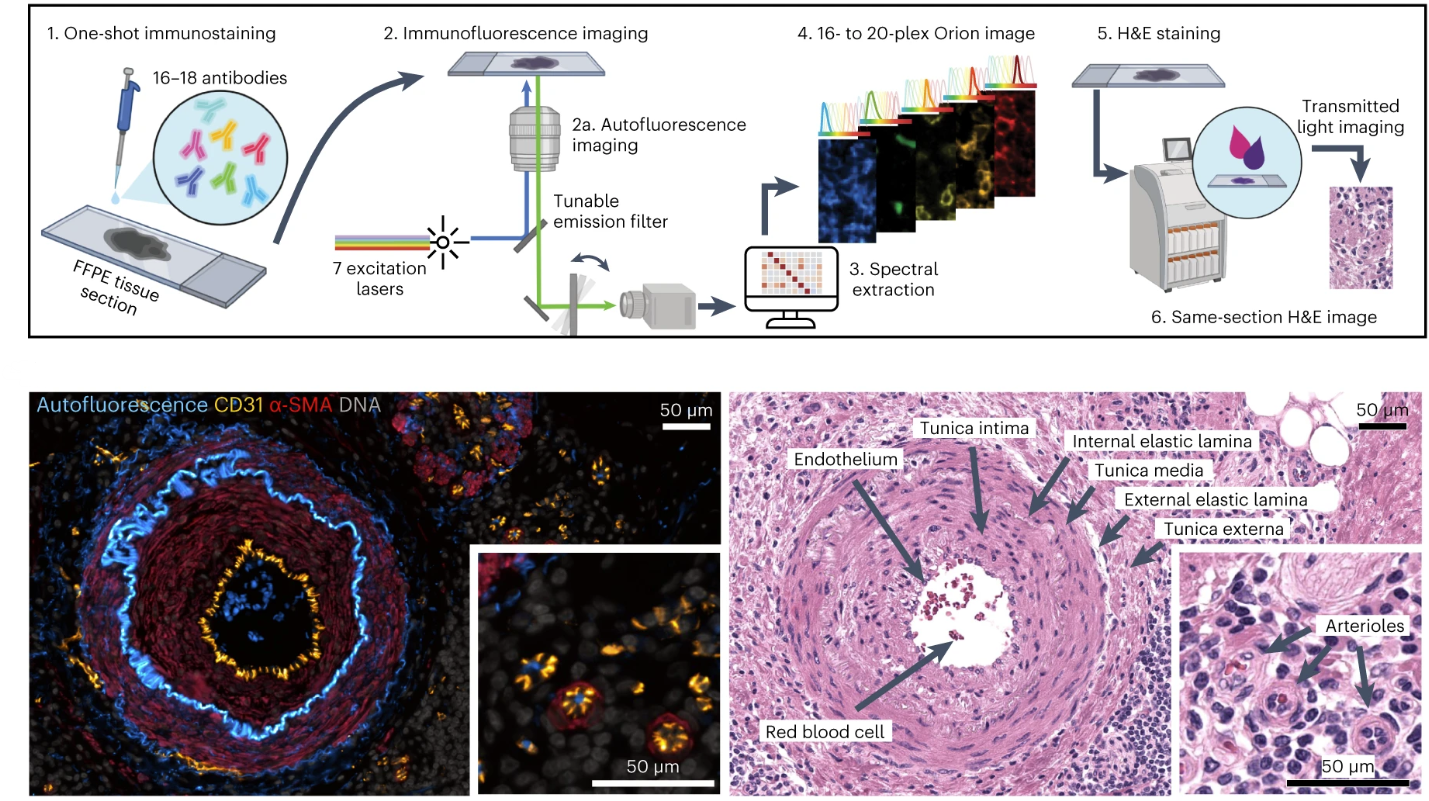 1. One-shot immunostaining
16–18 antibodies
FFPE tissue
section
2. Immunofluorescence imaging
2a. Autofluorescence
imaging
Tunable
emission filter
7 excitation
lasers
3. Spectral
extraction
4. 16- to 20-plex Orion image
5. H&E staining
Transmitted
light imaging
6. Same-section H&E image
Autofluorescence CD31 α-SMA DNA
50 μm
50 μm
50 μm
Tunica intima
Internal elastic lamina
Endothelium
Tunica media
External elastic lamina
Tunica externa
Red blood cell
Arterioles
50 μm